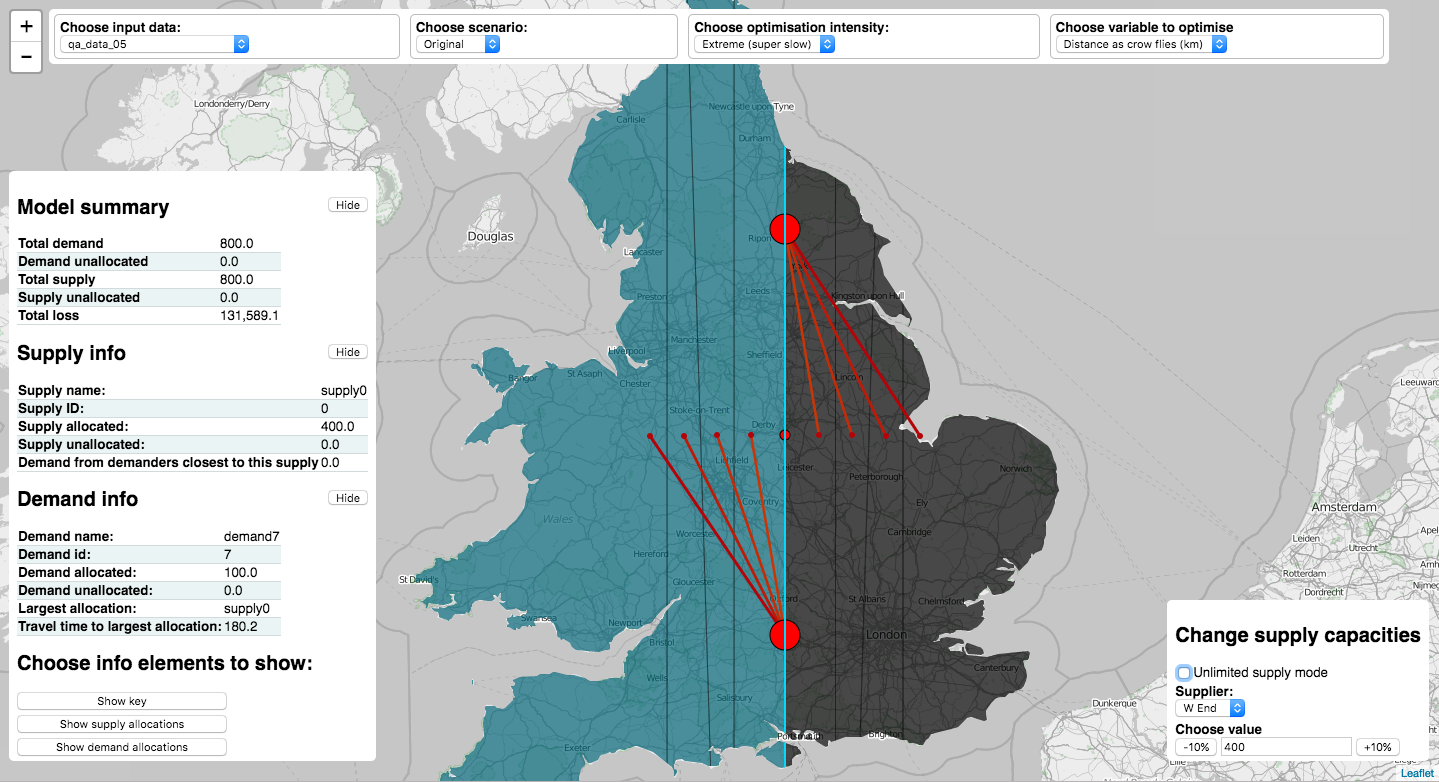 +
−
Choose input data:
qa_data_05
Choose scenario:
Original
Choose optimisation intensity:
Extreme (super slow)
Choose variable to optimise
Distance as crow flies (km)
Londonderry/Derry
Newcastle upon Tyne
Carlisle
Durham
Douglas
Ripon
Lancaster
Preston
Leeds
Kingston upon Hull
Manchester
Liverpool
Sheffield
Bangor
St Asaph
Chester
Lincoln
Stoke-on-Trent
Derby
Lichfield
Leicester
Norwich
Peterborough
Coventry
Ely
Wales
Worcester
Cambridge
Hereford
St David's
Gloucester
Oxford
St Albans
Chelmsford
Swansea
Newport
London
Bristol
Canterbury
Wells
Salisbury
Exeter
Portsmouth
Brighton
Leeuward
Amsterdam
Leiden
Utrecht
Arnh
Rotterdam
Nijme
Dordrecht
Dunkerque
Lille
Liège
Model summary
Hide
Total demand 800.0
Demand unallocated 0.0
Total supply 800.0
Supply unallocated 0.0
Total loss 131,589.1
Supply info
Hide
Supply name: supply0
Supply ID: 0
Supply allocated: 400.0
Supply unallocated: 0.0
Demand from demanders closest to this supply 0.0
Demand info
Hide
Demand name: demand7
Demand id: 7
Demand allocated: 100.0
Demand unallocated: 0.0
Largest allocation: supply0
Travel time to largest allocation: 180.2
Choose info elements to show:
Show key
Show supply allocations
Show demand allocations
Change supply capacities
Unlimited supply mode
Supplier:
W End
Choose value
-10%
400
+10%
Leaflet